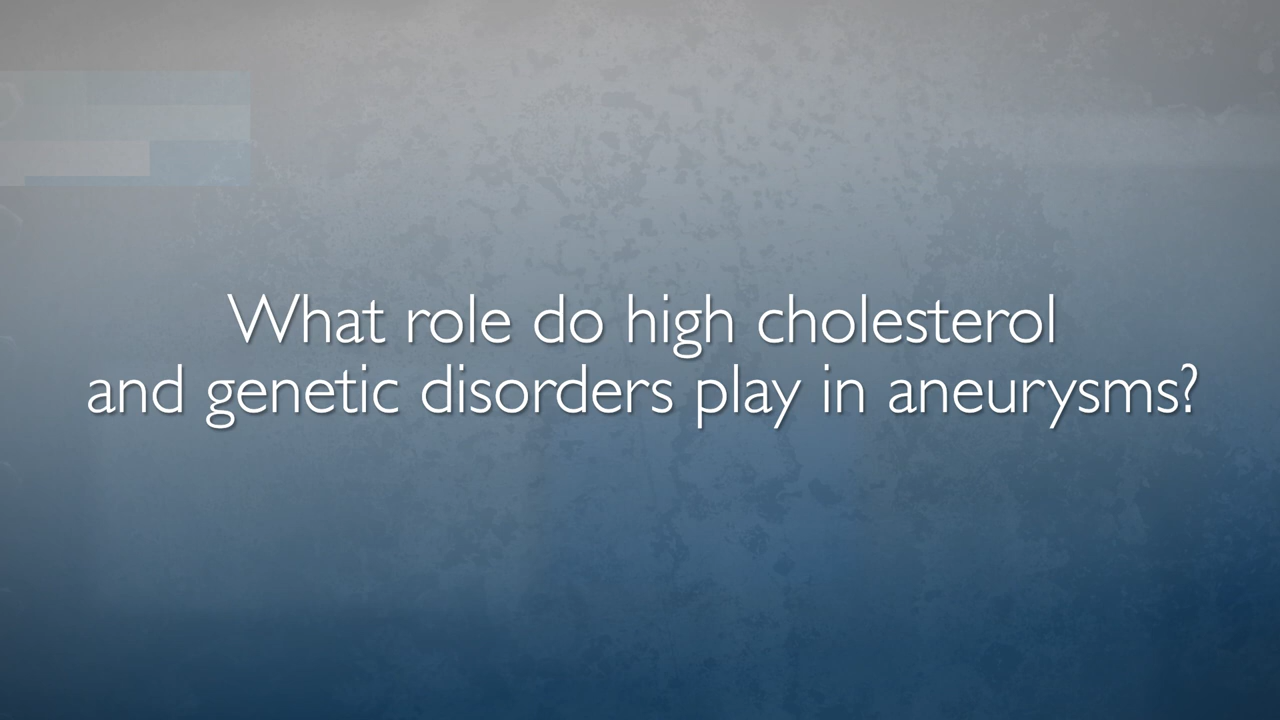 What role do high cholesterol
and genetic disorders play in aneurysms?